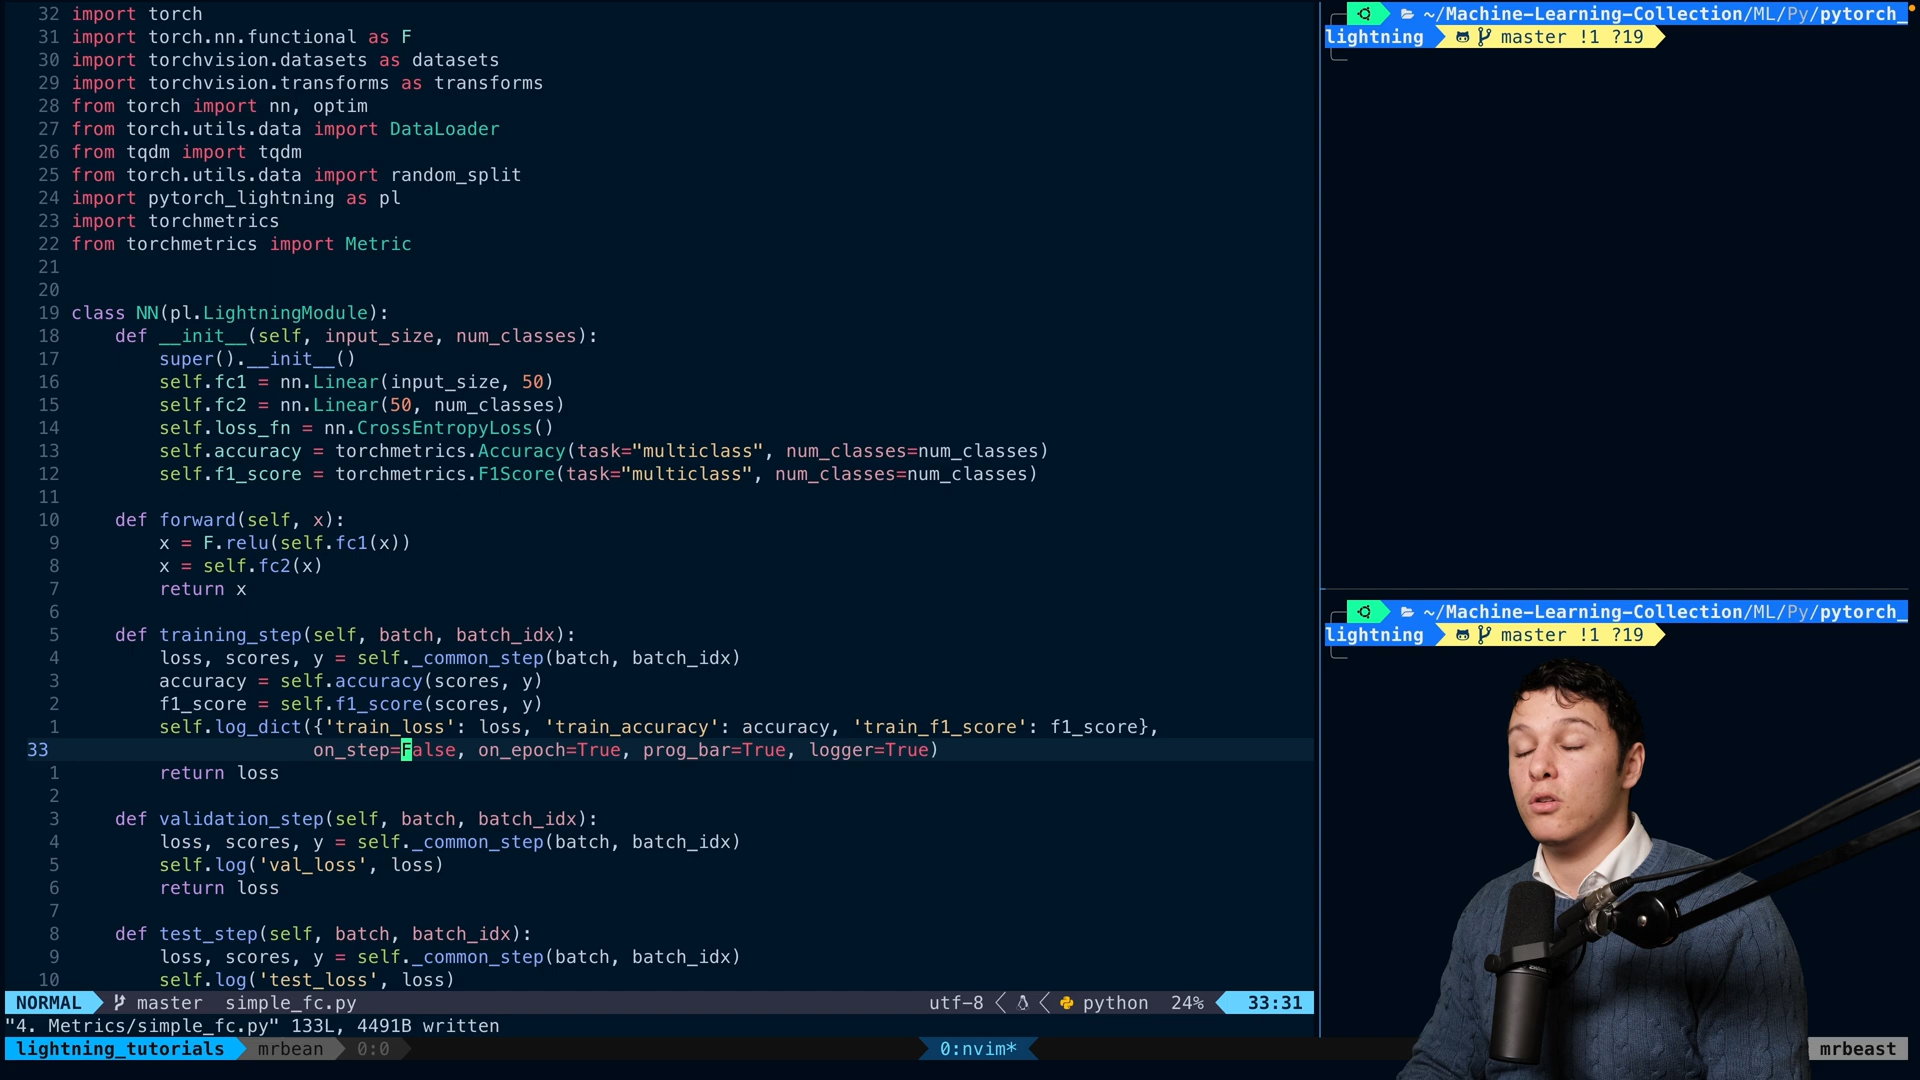 32 import torch
31 import torch.nn.functional as F
30 import torchvision.datasets as datasets
29 import torchvision.transforms as transforms
28 from torch import nn, optim
27 from torch.utils.data import DataLoader
26 from tqdm import tqdm
25 from torch.utils.data import random_split
24 import pytorch_lightning as pl
23 import torchmetrics
22 from torchmetrics import Metric
21
20
19 class NN(pl.LightningModule):
18     def __init__(self, input_size, num_classes):
17         super().__init__()
16         self.fc1 = nn.Linear(input_size, 50)
15         self.fc2 = nn.Linear(50, num_classes)
14         self.loss_fn = nn.CrossEntropyLoss()
13         self.accuracy = torchmetrics.Accuracy(task="multiclass", num_classes=num_classes)
12         self.f1_score = torchmetrics.F1Score(task="multiclass", num_classes=num_classes)
11
10     def forward(self, x):
9         x = F.relu(self.fc1(x))
8         x = self.fc2(x)
7         return x
6
5     def training_step(self, batch, batch_idx):
4         loss, scores, y = self._common_step(batch, batch_idx)
3         accuracy = self.accuracy(scores, y)
2         f1_score = self.f1_score(scores, y)
1         self.log_dict({'train_loss': loss, 'train_accuracy': accuracy, 'train_f1_score': f1_score},
33                       on_step=False, on_epoch=True, prog_bar=True, logger=True)
1         return loss
2
3     def validation_step(self, batch, batch_idx):
4         loss, scores, y = self._common_step(batch, batch_idx)
5         self.log('val_loss', loss)
6         return loss
7
8     def test_step(self, batch, batch_idx):
9         loss, scores, y = self._common_step(batch, batch_idx)
10         self.log('test_loss', loss)
NORMAL master simple_fc.py utf-8 python 24% 33:31
"4. Metrics/simple_fc.py" 133L, 4491B written
lightning_tutorials mrbean 0:0 0:nvim* mrbeast
~/Machine-Learning-Collection/ML/Py/pytorch_
lightning master !1 ?19
~/Machine-Learning-Collection/ML/Py/pytorch_
lightning master !1 ?19